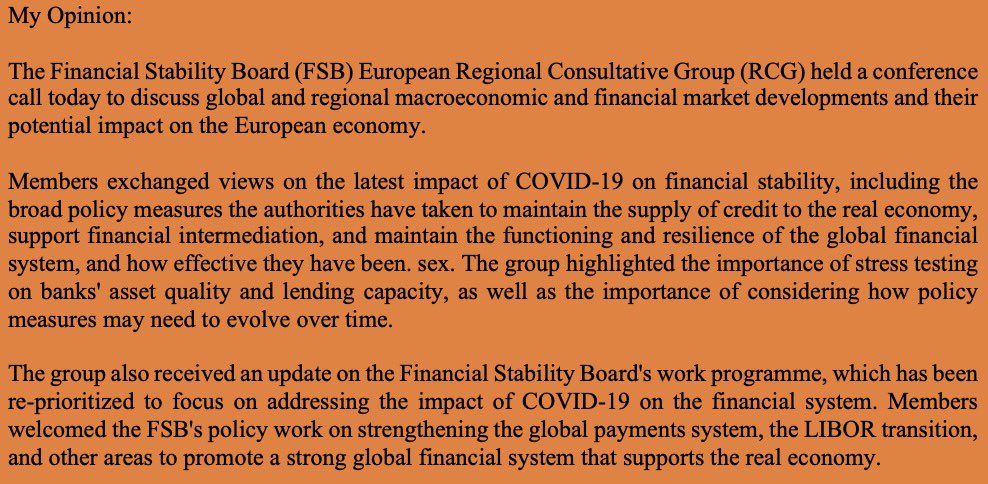 My Opinion:
The Financial Stability Board (FSB) European Regional Consultative Group (RCG) held a conference
call today to discuss global and regional macroeconomic and financial market developments and their
potential impact on the European economy.
Members exchanged views on the latest impact of COVID-19 on financial stability, including the
broad policy measures the authorities have taken to maintain the supply of credit to the real economy,
support financial intermediation, and maintain the functioning and resilience of the global financial
system, and how effective they have been. sex. The group highlighted the importance of stress testing
on banks' asset quality and lending capacity, as well as the importance of considering how policy
measures may need to evolve over time.
The group also received an update on the Financial Stability Board's work programme, which has been
re-prioritized to focus on addressing the impact of COVID-19 on the financial system. Members
welcomed the FSB's policy work on strengthening the global payments system, the LIBOR transition,
and other areas to promote a strong global financial system that supports the real economy.